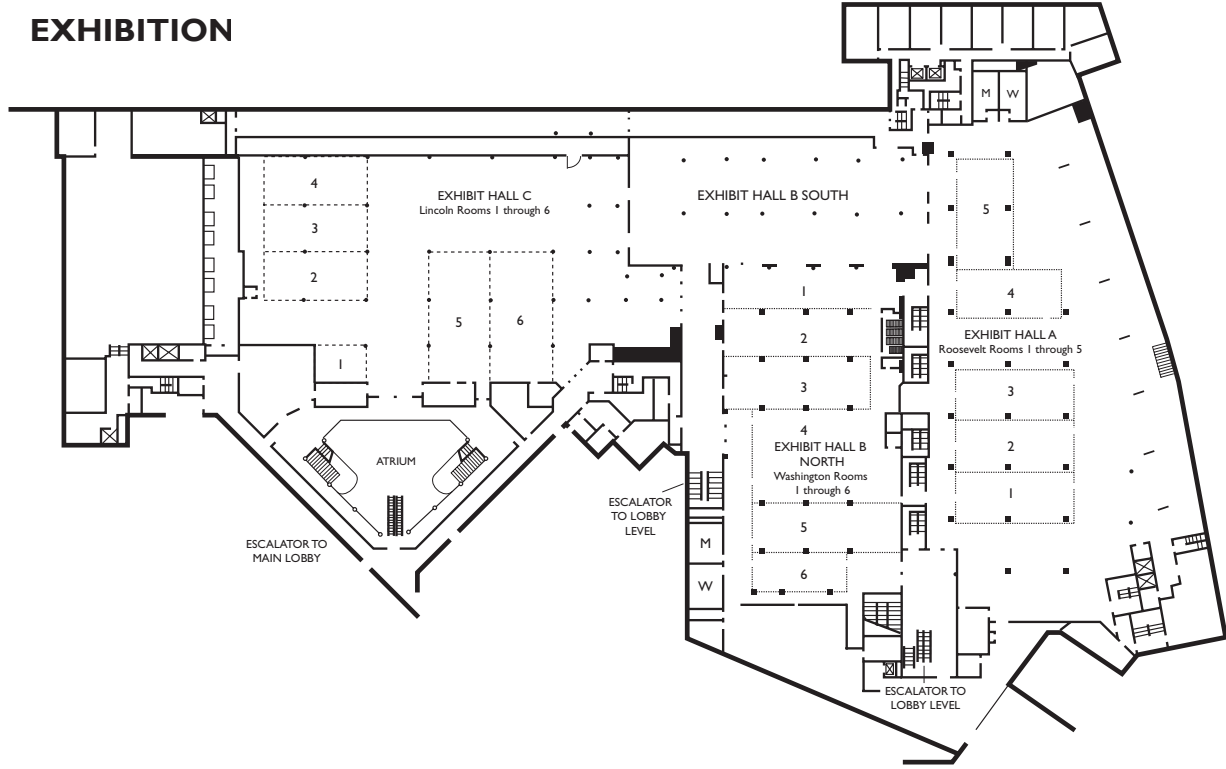 EXHIBITION
M W
4
EXHIBIT HALL C
Lincoln Rooms 1 through 6
3
2
5
6
1
ATRIUM
ESCALATOR TO
MAIN LOBBY
EXHIBIT HALL B SOUTH
1
2
3
4
EXHIBIT HALL B
NORTH
Washington Rooms
1 through 6
5
6
ESCALATOR
TO LOBBY
LEVEL
M
W
ESCALATOR TO
LOBBY LEVEL
5
4
EXHIBIT HALL A
Roosevelt Rooms 1 through 5
3
2
1